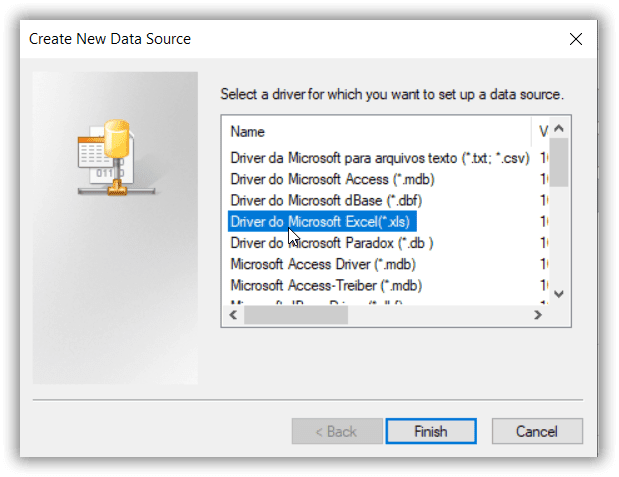 Create New Data Source
Select a driver for which you want to set up a data source.
Name V
Driver da Microsoft para arquivos texto (*.txt; *.csv) 1
Driver do Microsoft Access (*.mdb) 1
Driver do Microsoft dBase (*.dbf) 1
Driver do Microsoft Excel(*.xls) 1
Driver do Microsoft Paradox (*.db ) 1
Microsoft Access Driver (*.mdb) 1
Microsoft Access-Treiber (*.mdb) 1
< Back Finish Cancel